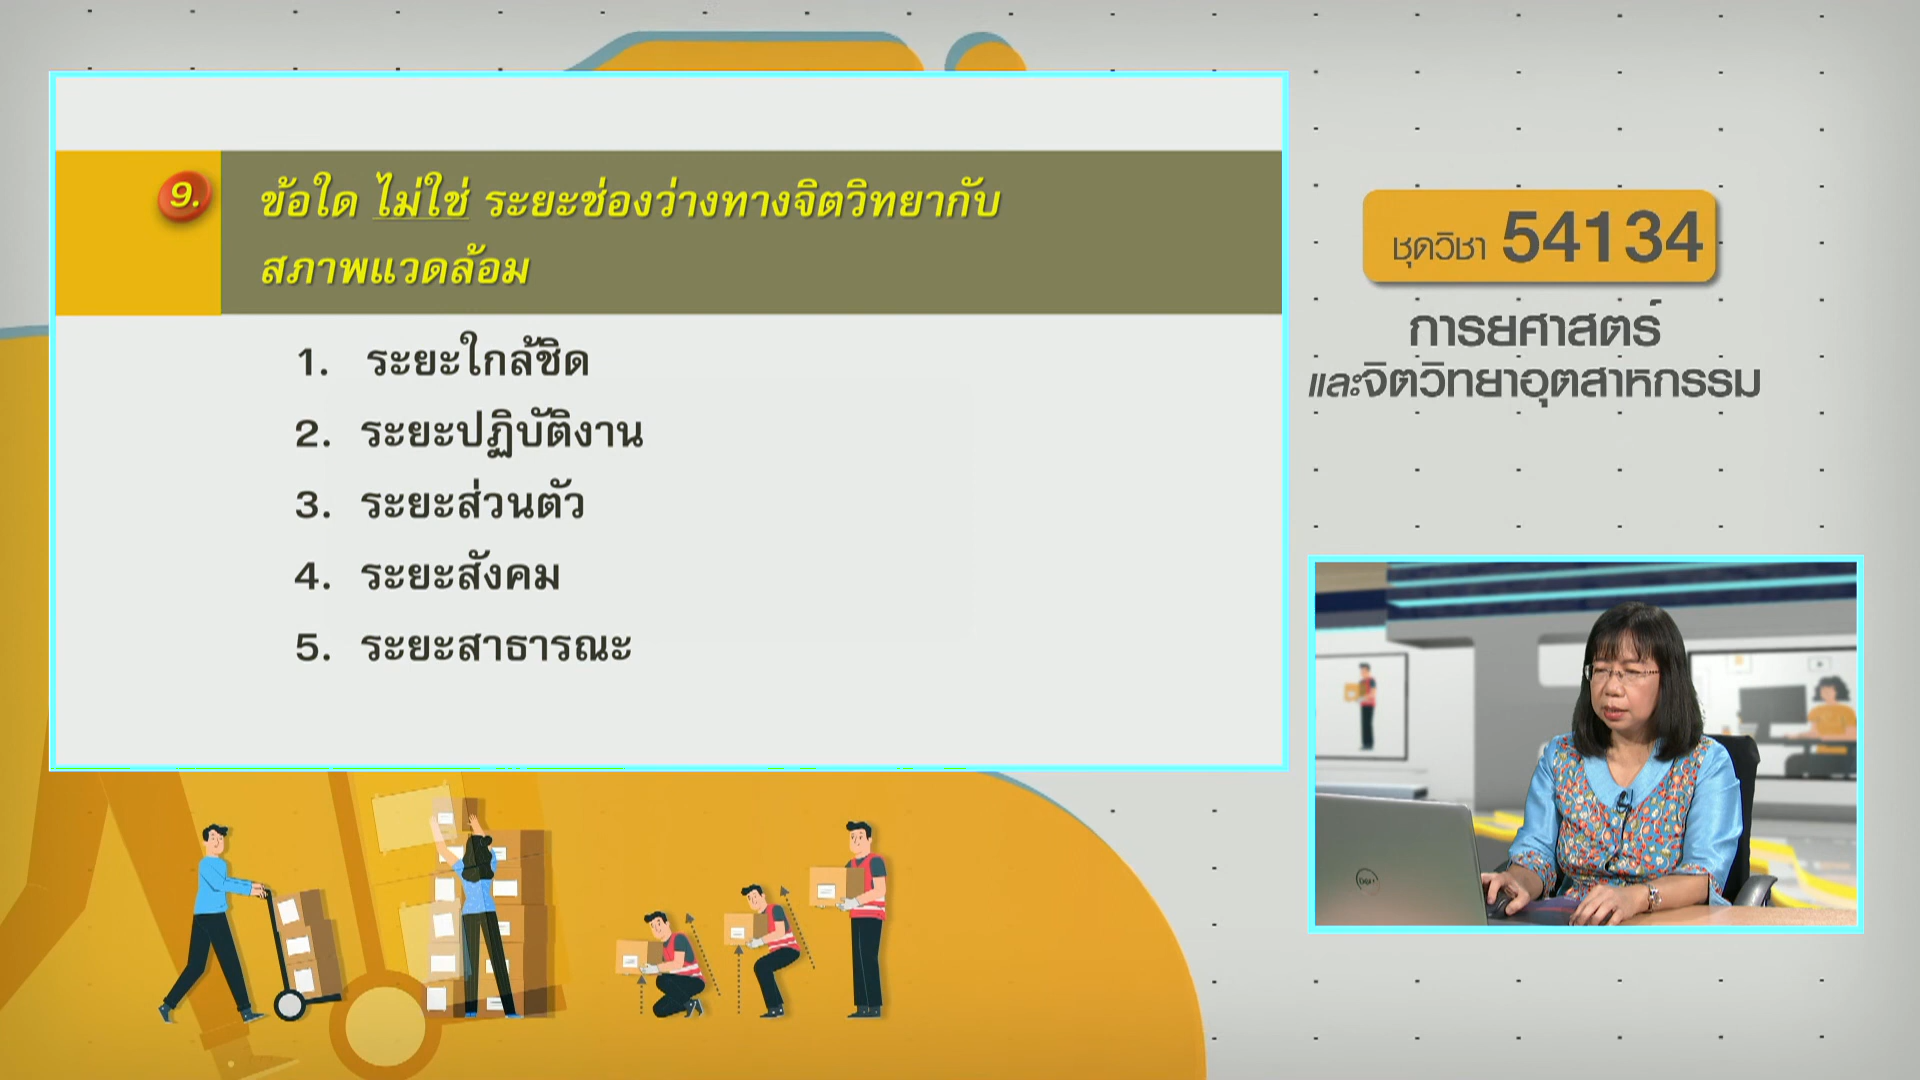 9. ข้อใด ไม่ใช่ ระยะช่องว่างทางจิตวิทยากับ
สภาพแวดล้อม
1. ระยะใกล้ชิด
2. ระยะปฏิบัติงาน
3. ระยะส่วนตัว
4. ระยะสังคม
5. ระยะสาธารณะ
ชุดวิชา 54134
การยศาสตร์
และจิตวิทยาอุตสาหกรรม